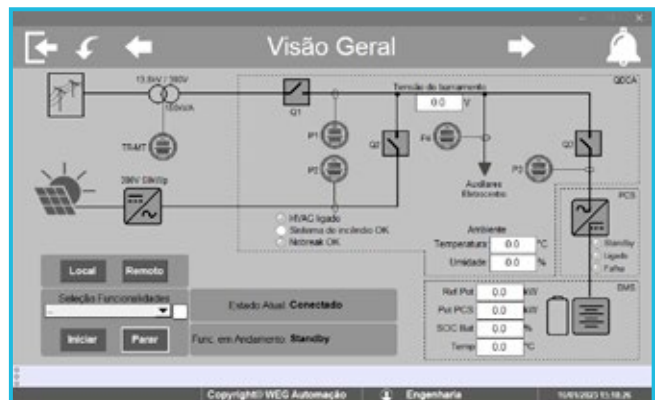 Visão Geral
QDCA
13.8kV / 380V
150kVA
Tensão do barramento
0.0 V
Q1
P1
TR-MT
Q2
P4
Q3
P2
P3
Auxiliares
Eletrocentro
PCS
HVAC ligado
Sistema de incêndio OK
Nobreak OK
Ambiente
Temperatura 0.0 °C
Umidade 0.0 %
Standby
Ligado
Falha
Local Remoto
Seleção Funcionalidades
Iniciar Parar
Estado Atual: Conectado
Func. em Andamento: Standby
BMS
Ref Pot 0.0 kW
Pot PCS 0.0 kW
SOC Bat 0.0 %
Temp 0.0 °C
Copyright© WEG Automação Engenharia